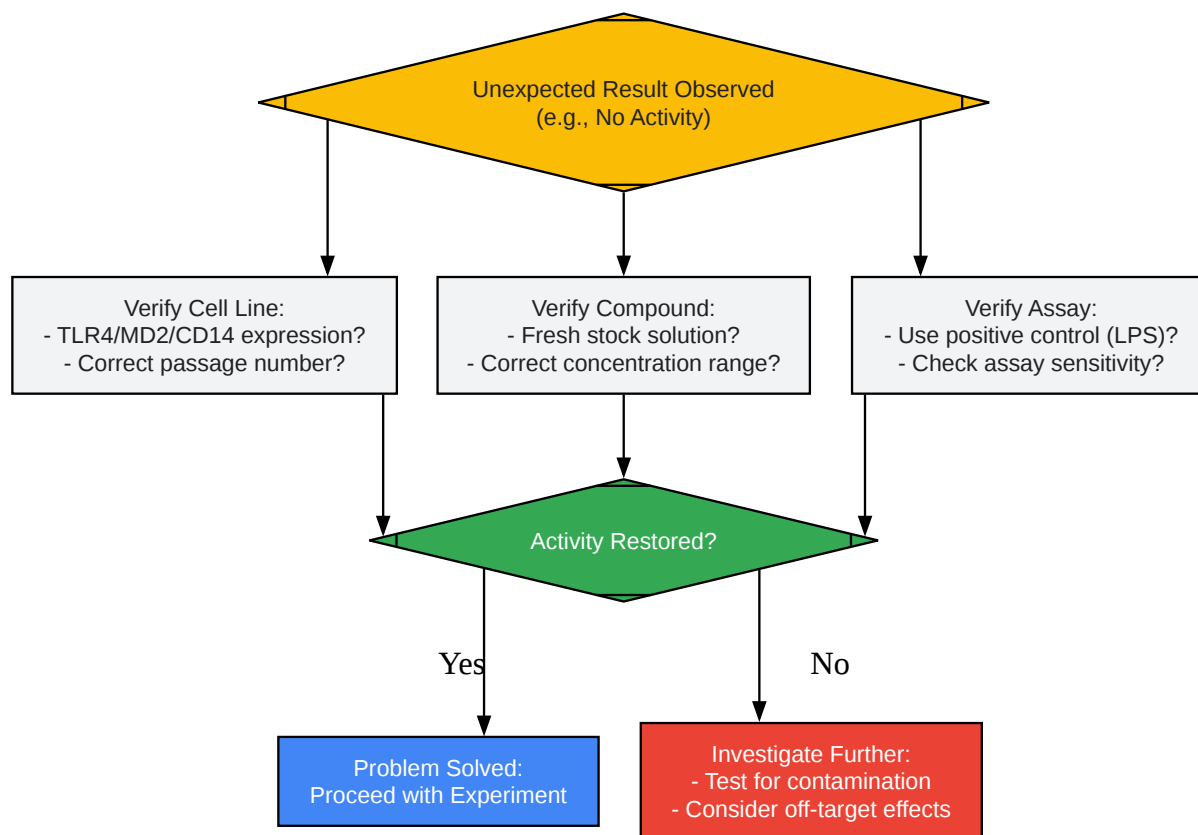 Unexpected Result Observed
(e.g., No Activity)
Verify Cell Line:
- TLR4/MD2/CD14 expression?
- Correct passage number?
Verify Compound:
- Fresh stock solution?
- Correct concentration range?
Verify Assay:
- Use positive control (LPS)?
- Check assay sensitivity?
Activity Restored?
Yes
No
Problem Solved:
Proceed with Experiment
Investigate Further:
- Test for contamination
- Consider off-target effects